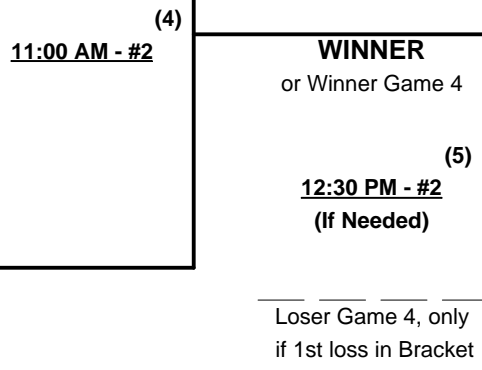 (4)
11:00 AM - #2
WINNER
or Winner Game 4
(5)
12:30 PM - #2
(If Needed)
Loser Game 4, only
if 1st loss in Bracket